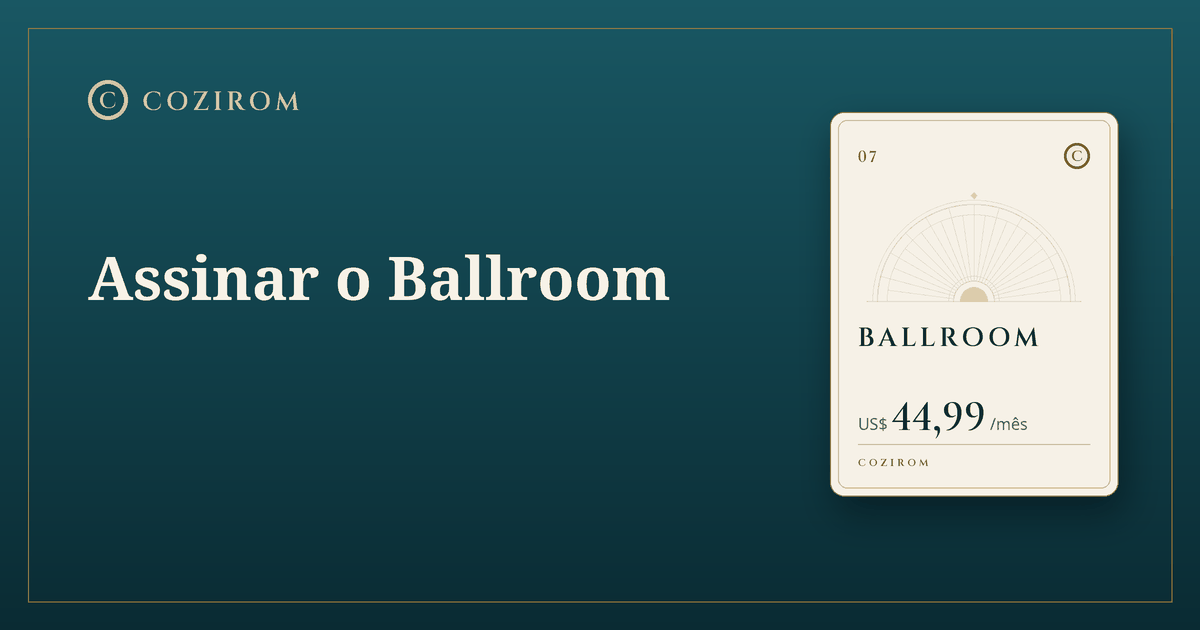 C COZIROM
Assinar o Ballroom
07 C
BALLROOM
US$ 44,99 /mês
COZIROM